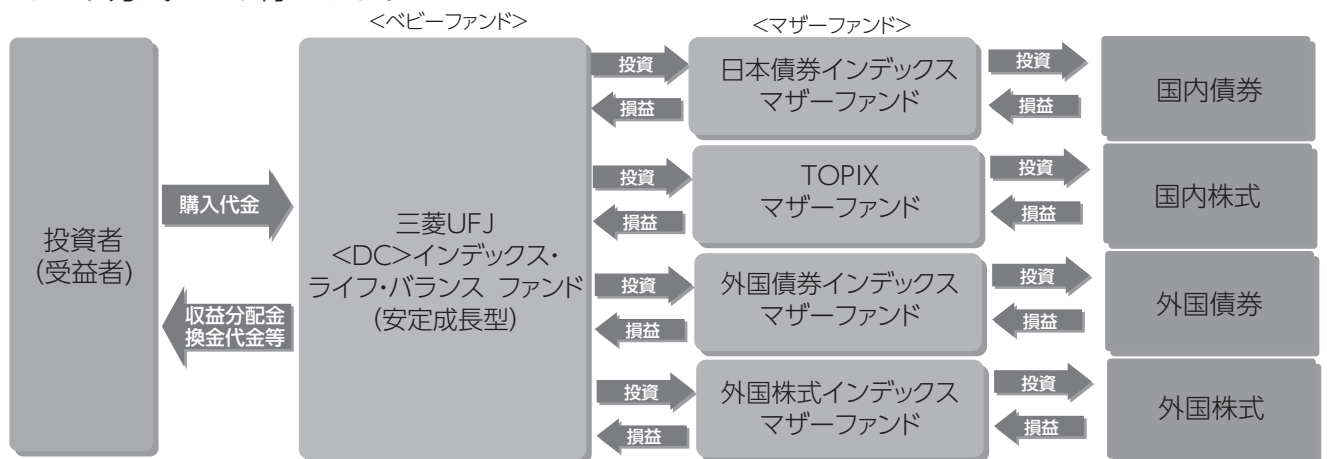 <ベビーファンド>
<マザーファンド>
投資者
(受益者)
購入代金
収益分配金
換金代金等
三菱UFJ
<DC>インデックス・
ライフ・バランス ファンド
(安定成長型)
投資
損益
日本債券インデックス
マザーファンド
投資
損益
国内債券
投資
損益
TOPIX
マザーファンド
投資
損益
国内株式
投資
損益
外国債券インデックス
マザーファンド
投資
損益
外国債券
投資
損益
外国株式インデックス
マザーファンド
投資
損益
外国株式